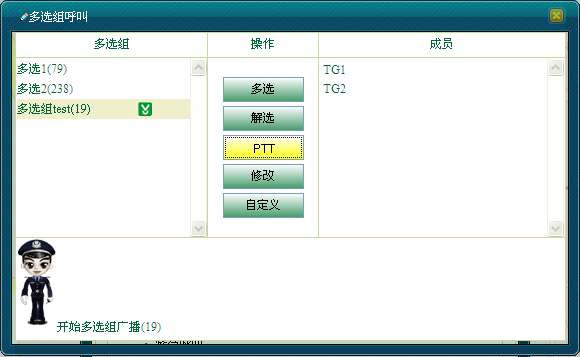 多选组呼叫
多选组 操作 成员
多选1(79)
多选2(238)
多选组test(19)
多选
解选
PTT
修改
自定义
TG1
TG2
开始多选组广播(19)